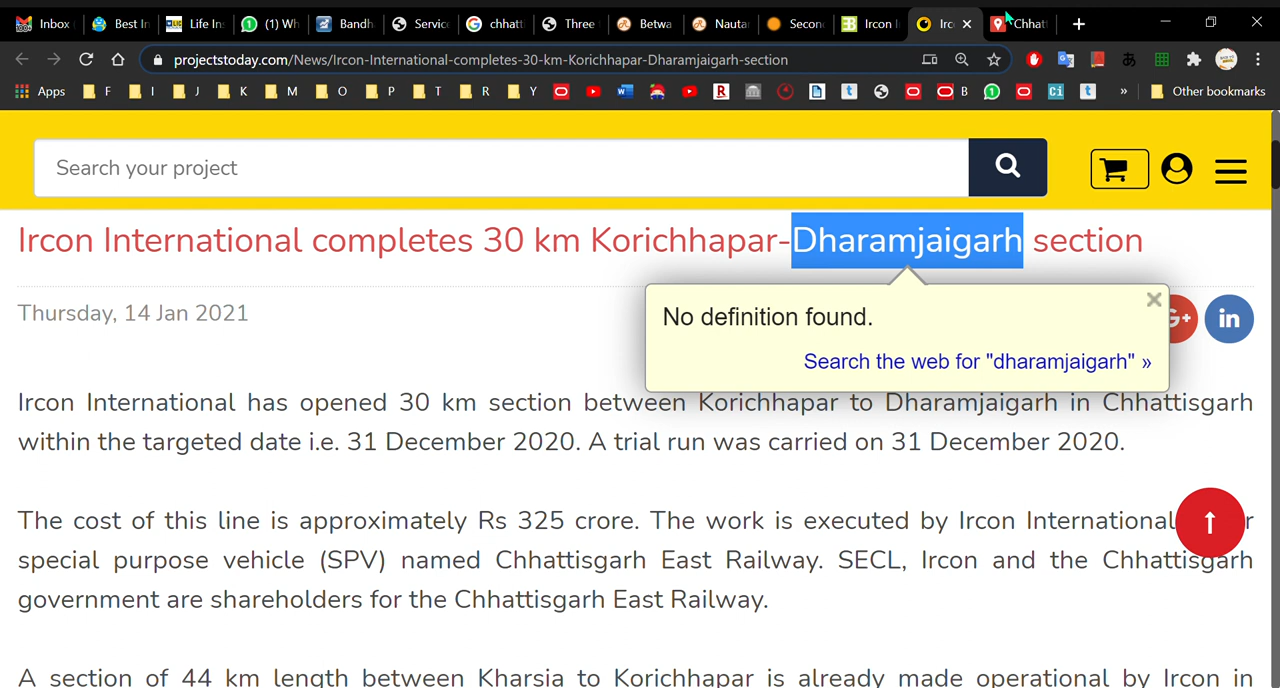 Inbox
Best In
Life Ins
(1) Wh
Bandh
Servic
chhatt
Three
Betwa
Nautar
Secon
Ircon I
Irc
Chhat
projectstoday.com/News/Ircon-International-completes-30-km-Korichhapar-Dharamjaigarh-section
Apps F I J K M O P T R Y B Ci » Other bookmarks
Search your project
Ircon International completes 30 km Korichhapar-Dharamjaigarh section
Thursday, 14 Jan 2021
G+ in
No definition found.
Search the web for "dharamjaigarh" »
Ircon International has opened 30 km section between Korichhapar to Dharamjaigarh in Chhattisgarh
within the targeted date i.e. 31 December 2020. A trial run was carried on 31 December 2020.
The cost of this line is approximately Rs 325 crore. The work is executed by Ircon International r
special purpose vehicle (SPV) named Chhattisgarh East Railway. SECL, Ircon and the Chhattisgarh
government are shareholders for the Chhattisgarh East Railway.
A section of 44 km length between Kharsia to Korichhapar is already made operational by Ircon in